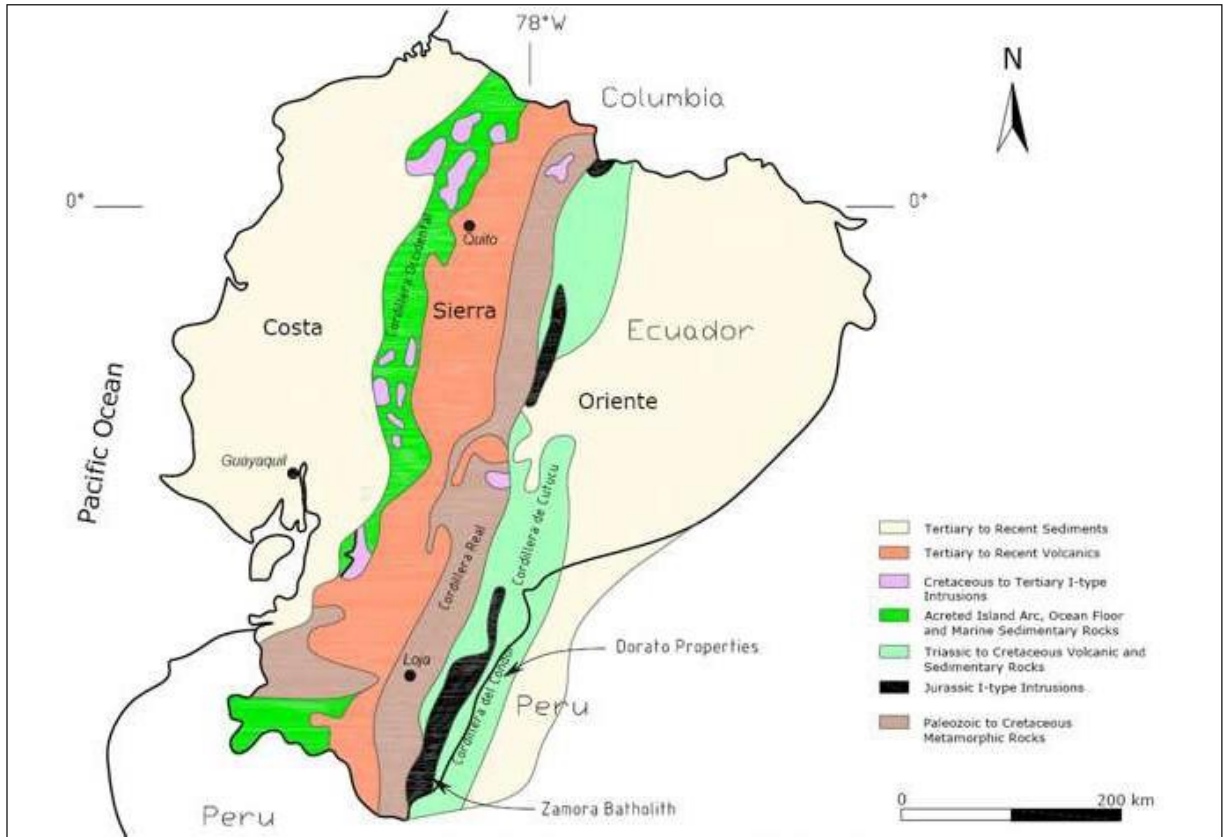 78°W
N
Columbia
0°
0°
Cordillera Occidental
Quito
Costa
Sierra
Ecuador
Oriente
Pacific Ocean
Guayaquil
Cordillera de Cutucu
Cordillera Real
Tertiary to Recent Sediments
Tertiary to Recent Volcanics
Cretaceous to Tertiary I-type
Intrusions
Acreted Island Arc, Ocean Floor
and Marine Sedimentary Rocks
Triassic to Cretaceous Volcanic and
Sedimentary Rocks
Jurassic I-type Intrusions
Paleozoic to Cretaceous
Metamorphic Rocks
Dorato Properties
Loja
Cordillera del Condor
Peru
Zamora Batholith
Peru
0
200 km